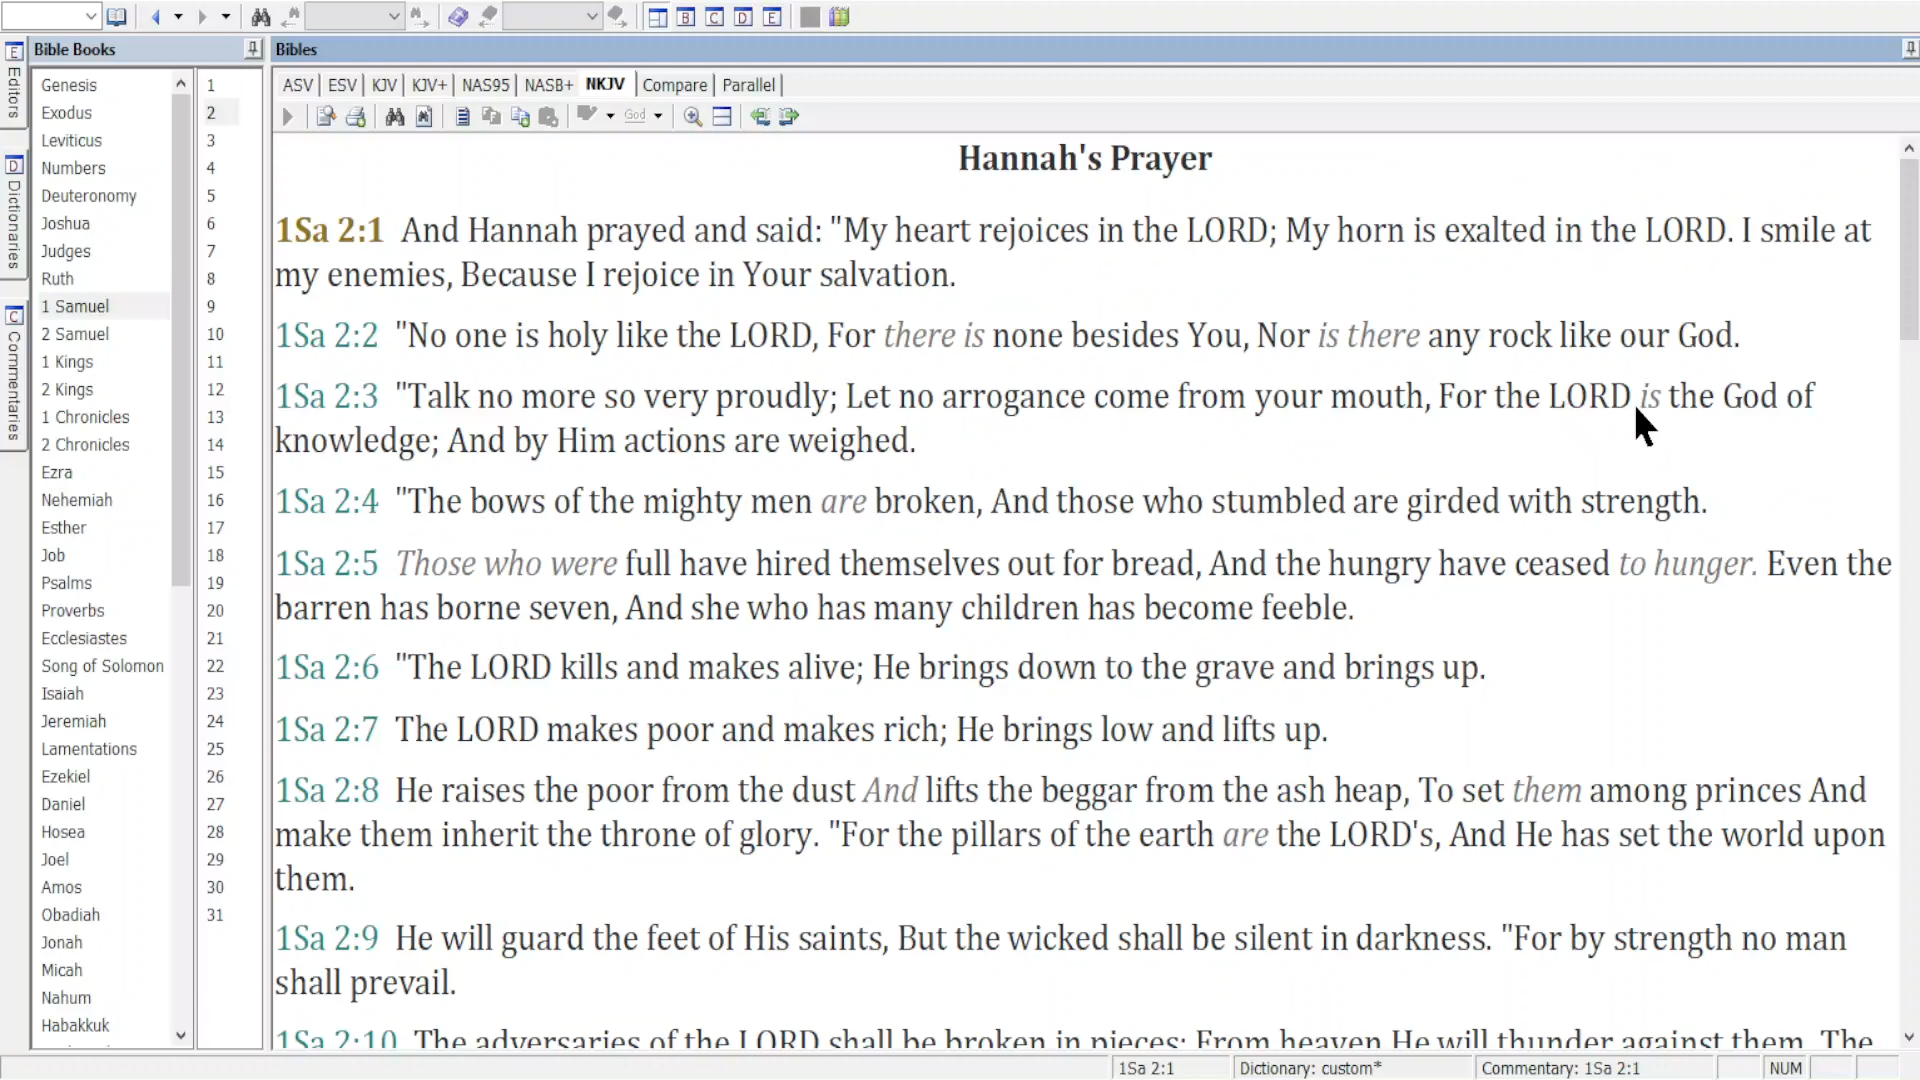 B C D E
Bible Books
Bibles
E Editors
D Dictionaries
C Commentaries
Genesis
Exodus
Leviticus
Numbers
Deuteronomy
Joshua
Judges
Ruth
1 Samuel
2 Samuel
1 Kings
2 Kings
1 Chronicles
2 Chronicles
Ezra
Nehemiah
Esther
Job
Psalms
Proverbs
Ecclesiastes
Song of Solomon
Isaiah
Jeremiah
Lamentations
Ezekiel
Daniel
Hosea
Joel
Amos
Obadiah
Jonah
Micah
Nahum
Habakkuk
1
2
3
4
5
6
7
8
9
10
11
12
13
14
15
16
17
18
19
20
21
22
23
24
25
26
27
28
29
30
31
ASV ESV KJV KJV+ NAS95 NASB+ NKJV Compare Parallel
God
Hannah's Prayer
1Sa 2:1 And Hannah prayed and said: "My heart rejoices in the LORD; My horn is exalted in the LORD. I smile at
my enemies, Because I rejoice in Your salvation.
1Sa 2:2 "No one is holy like the LORD, For there is none besides You, Nor is there any rock like our God.
1Sa 2:3 "Talk no more so very proudly; Let no arrogance come from your mouth, For the LORD is the God of
knowledge; And by Him actions are weighed.
1Sa 2:4 "The bows of the mighty men are broken, And those who stumbled are girded with strength.
1Sa 2:5 Those who were full have hired themselves out for bread, And the hungry have ceased to hunger. Even the
barren has borne seven, And she who has many children has become feeble.
1Sa 2:6 "The LORD kills and makes alive; He brings down to the grave and brings up.
1Sa 2:7 The LORD makes poor and makes rich; He brings low and lifts up.
1Sa 2:8 He raises the poor from the dust And lifts the beggar from the ash heap, To set them among princes And
make them inherit the throne of glory. "For the pillars of the earth are the LORD's, And He has set the world upon
them.
1Sa 2:9 He will guard the feet of His saints, But the wicked shall be silent in darkness. "For by strength no man
shall prevail.
1Sa 2:10 The adversaries of the LORD shall be broken in pieces; From heaven He will thunder against them. The
1Sa 2:1 Dictionary: custom* Commentary: 1Sa 2:1 NUM